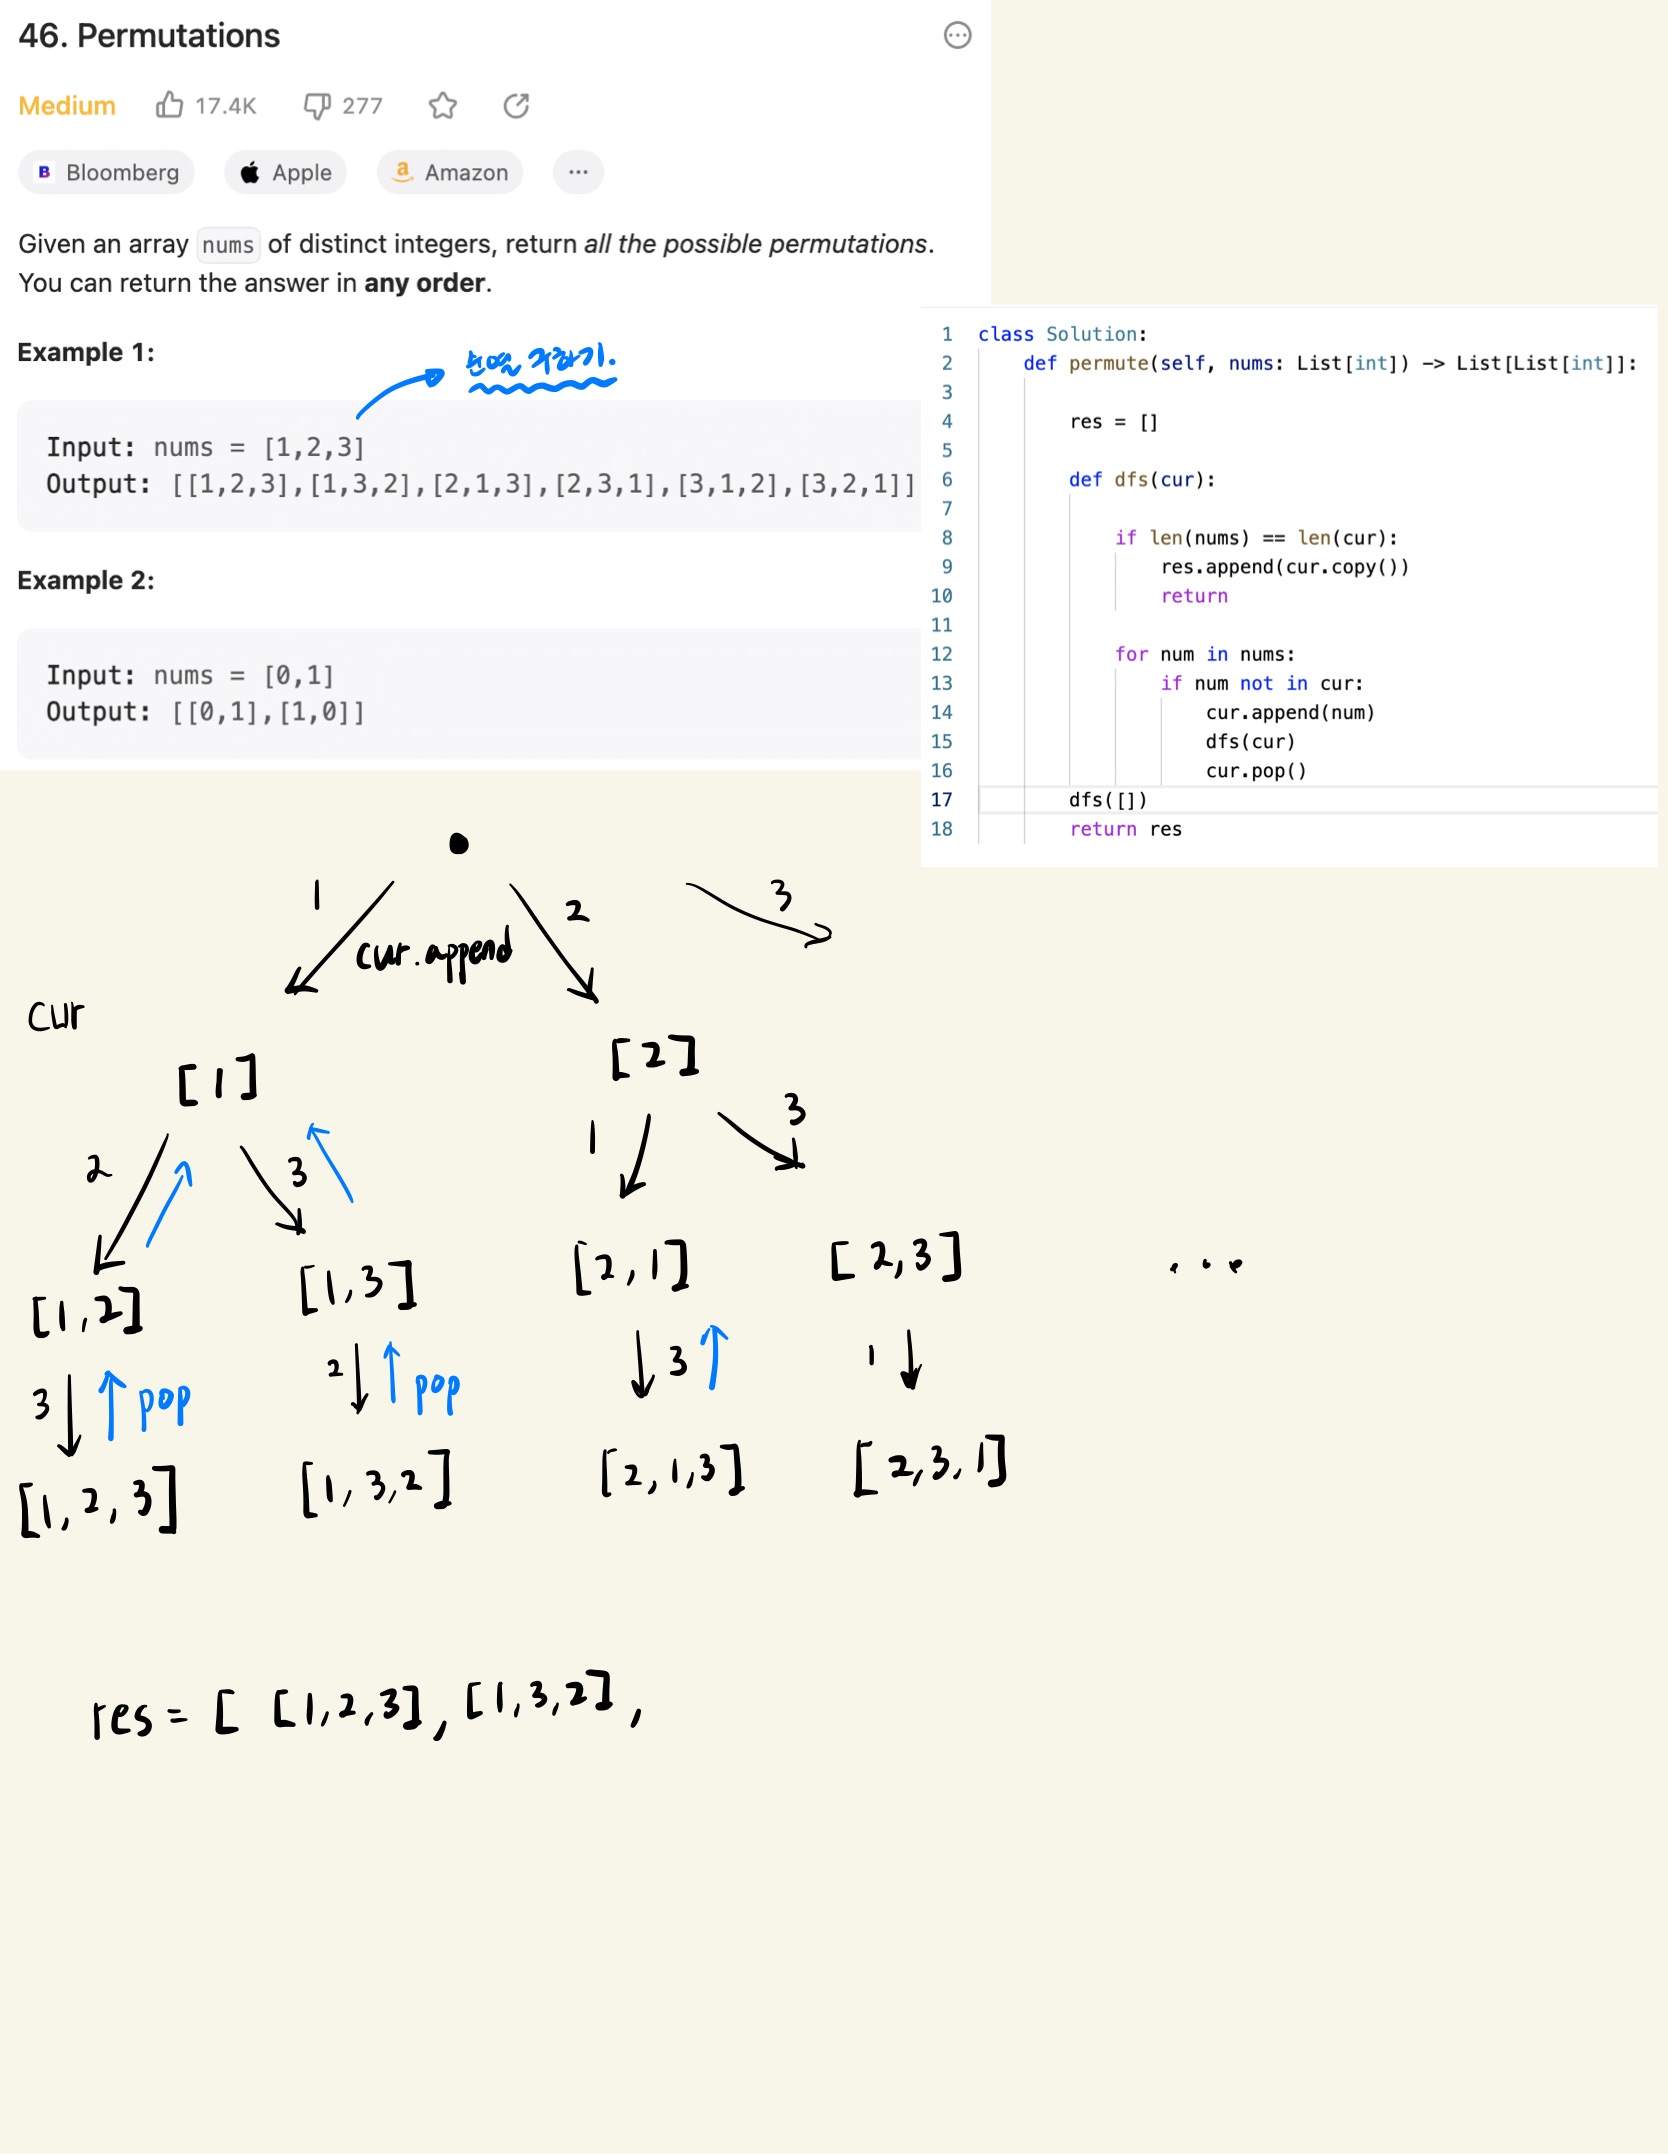 46. Permutations
Medium 17.4K 277
Bloomberg Apple Amazon ...
Given an array nums of distinct integers, return all the possible permutations.
You can return the answer in any order.
Example 1:
순열 구하기.
Input: nums = [1,2,3]
Output: [[1,2,3],[1,3,2],[2,1,3],[2,3,1],[3,1,2],[3,2,1]]
Example 2:
Input: nums = [0,1]
Output: [[0,1],[1,0]]
1 class Solution:
2 def permute(self, nums: List[int]) -> List[List[int]]:
3
4 res = []
5
6 def dfs(cur):
7
8 if len(nums) == len(cur):
9 res.append(cur.copy())
10 return
11
12 for num in nums:
13 if num not in cur:
14 cur.append(num)
15 dfs(cur)
16 cur.pop()
17 dfs([])
18 return res
1 2 3
cur.append
cur
[1] [2]
2 3 1 3
[1,2] [1,3] [2,1] [2,3] ...
3 pop 2 pop 3 1
[1,2,3] [1,3,2] [2,1,3] [2,3,1]
res = [ [1,2,3], [1,3,2],